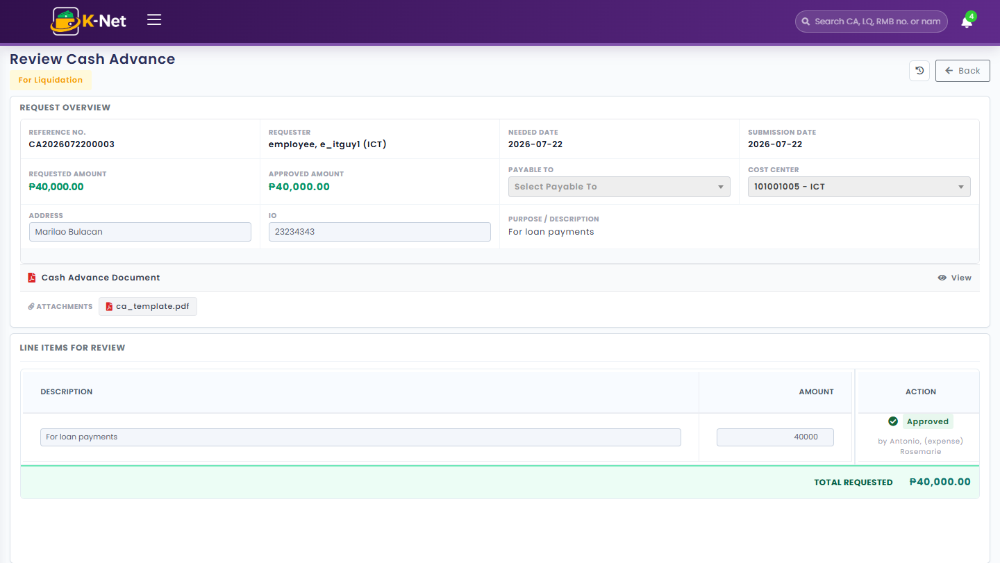 K-Net
Search CA, LQ, RMB no. or nam
4
Review Cash Advance
For Liquidation
Back
REQUEST OVERVIEW
REFERENCE NO.
CA2026072200003
REQUESTER
employee, e_itguy1 (ICT)
NEEDED DATE
2026-07-22
SUBMISSION DATE
2026-07-22
REQUESTED AMOUNT
₱40,000.00
APPROVED AMOUNT
₱40,000.00
PAYABLE TO
Select Payable To
COST CENTER
101001005 - ICT
ADDRESS
Marilao Bulacan
IO
23234343
PURPOSE / DESCRIPTION
For loan payments
Cash Advance Document
View
ATTACHMENTS
ca_template.pdf
LINE ITEMS FOR REVIEW
DESCRIPTION
AMOUNT
ACTION
For loan payments
40000
Approved
by Antonio, (expense)
Rosemarie
TOTAL REQUESTED
₱40,000.00